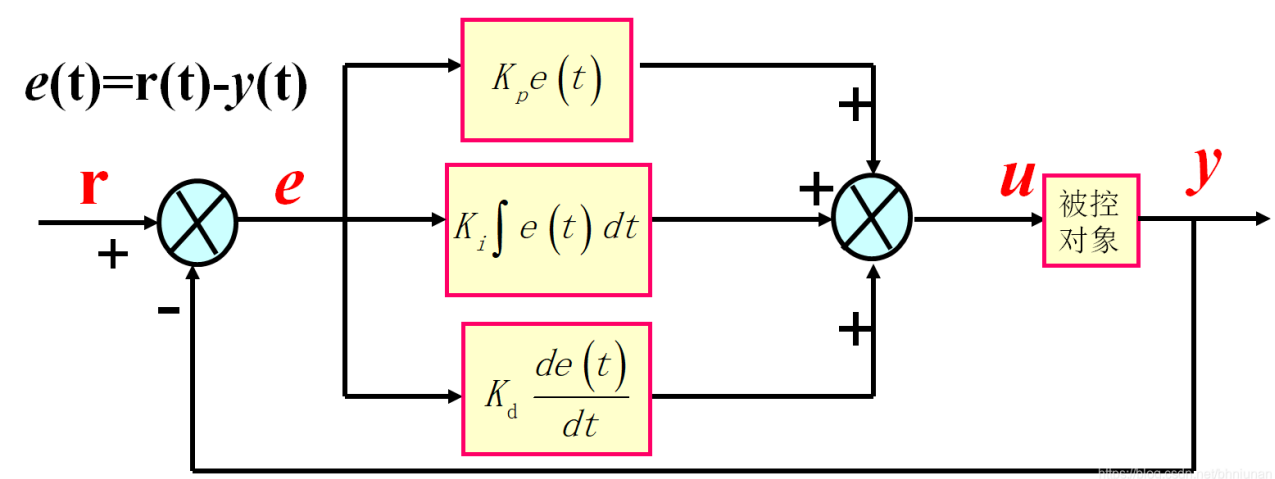 e(t)=r(t)-y(t)
r
+
-
e
K_p e(t)
K_i ∫ e(t) dt
K_d de(t)/dt
+
+
+
u
被控
对象
y
https://blog.csdn.net/bhniunan